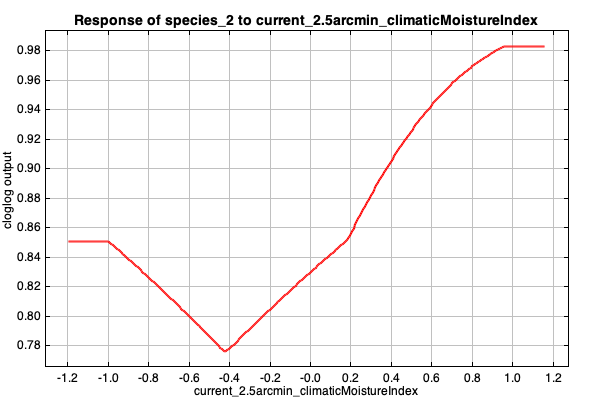 Response of species_2 to current_2.5arcmin_climaticMoistureIndex
0.98
0.96
0.94
0.92
0.90
0.88
0.86
0.84
0.82
0.80
0.78
cloglog output
-1.2 -1.0 -0.8 -0.6 -0.4 -0.2 -0.0 0.2 0.4 0.6 0.8 1.0 1.2
current_2.5arcmin_climaticMoistureIndex